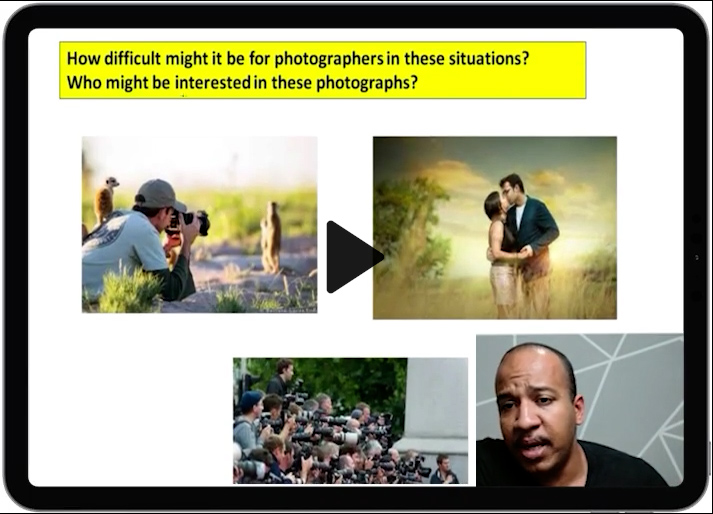 How difficult might it be for photographers in these situations?
Who might be interested in these photographs?